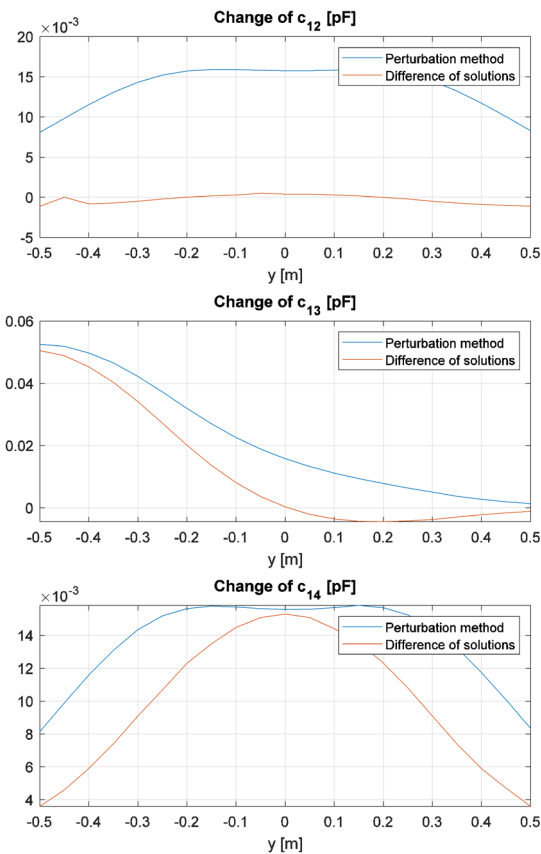 Change of c12 [pF]
×10-3
20
15
10
5
0
-5
Perturbation method
Difference of solutions
-0.5 -0.4 -0.3 -0.2 -0.1 0 0.1 0.2 0.3 0.4 0.5
y [m]
Change of c13 [pF]
0.06
0.04
0.02
0
Perturbation method
Difference of solutions
-0.5 -0.4 -0.3 -0.2 -0.1 0 0.1 0.2 0.3 0.4 0.5
y [m]
Change of c14 [pF]
×10-3
14
12
10
8
6
4
Perturbation method
Difference of solutions
-0.5 -0.4 -0.3 -0.2 -0.1 0 0.1 0.2 0.3 0.4 0.5
y [m]